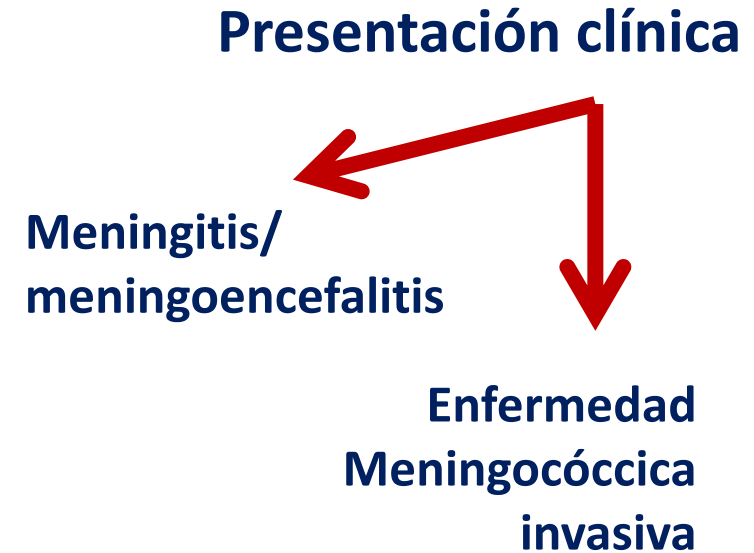 Presentación clínica
Meningitis/
meningoencefalitis
Enfermedad
Meningocóccica
invasiva